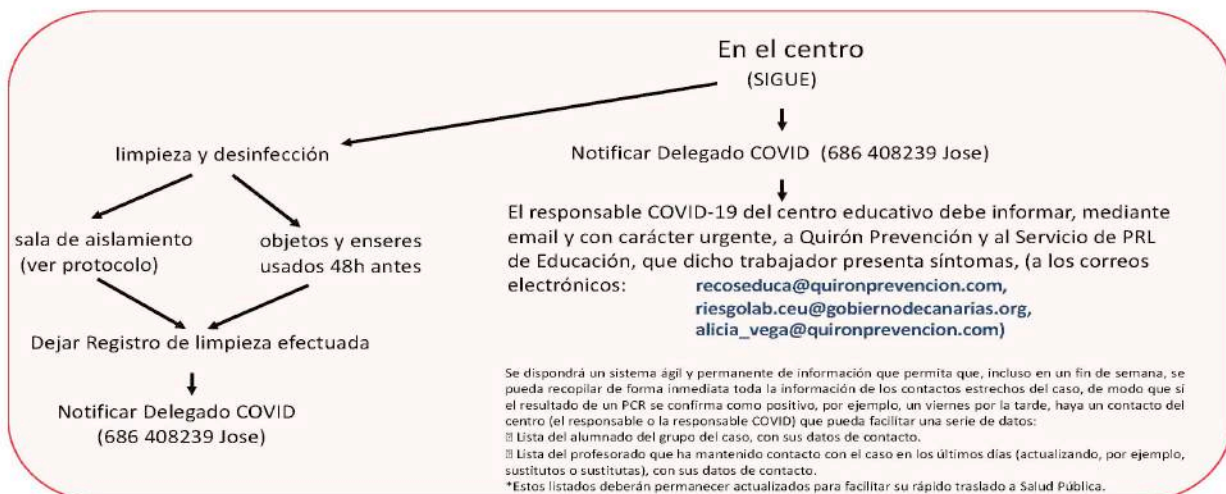 En el centro
(SIGUE)
limpieza y desinfección
Notificar Delegado COVID (686 408239 Jose)
sala de aislamiento
(ver protocolo)
objetos y enseres
usados 48h antes
Dejar Registro de limpieza efectuada
Notificar Delegado COVID
(686 408239 Jose)
El responsable COVID-19 del centro educativo debe informar, mediante
email y con carácter urgente, a Quirón Prevención y al Servicio de PRL
de Educación, que dicho trabajador presenta síntomas, (a los correos
electrónicos: recoseduca@quironprevencion.com,
riesgolab.ceu@gobiernodecanarias.org,
alicia_vega@quironprevencion.com)
Se dispondrá un sistema ágil y permanente de información que permita que, incluso en un fin de semana, se
pueda recopilar de forma inmediata toda la información de los contactos estrechos del caso, de modo que si
el resultado de un PCR se confirma como positivo, por ejemplo, un viernes por la tarde, haya un contacto del
centro (el responsable o la responsable COVID) que pueda facilitar una serie de datos:
Lista del alumnado del grupo del caso, con sus datos de contacto.
Lista del profesorado que ha mantenido contacto con el caso en los últimos días (actualizando, por ejemplo,
sustitutos o sustitutas), con sus datos de contacto.
*Estos listados deberán permanecer actualizados para facilitar su rápido traslado a Salud Pública.